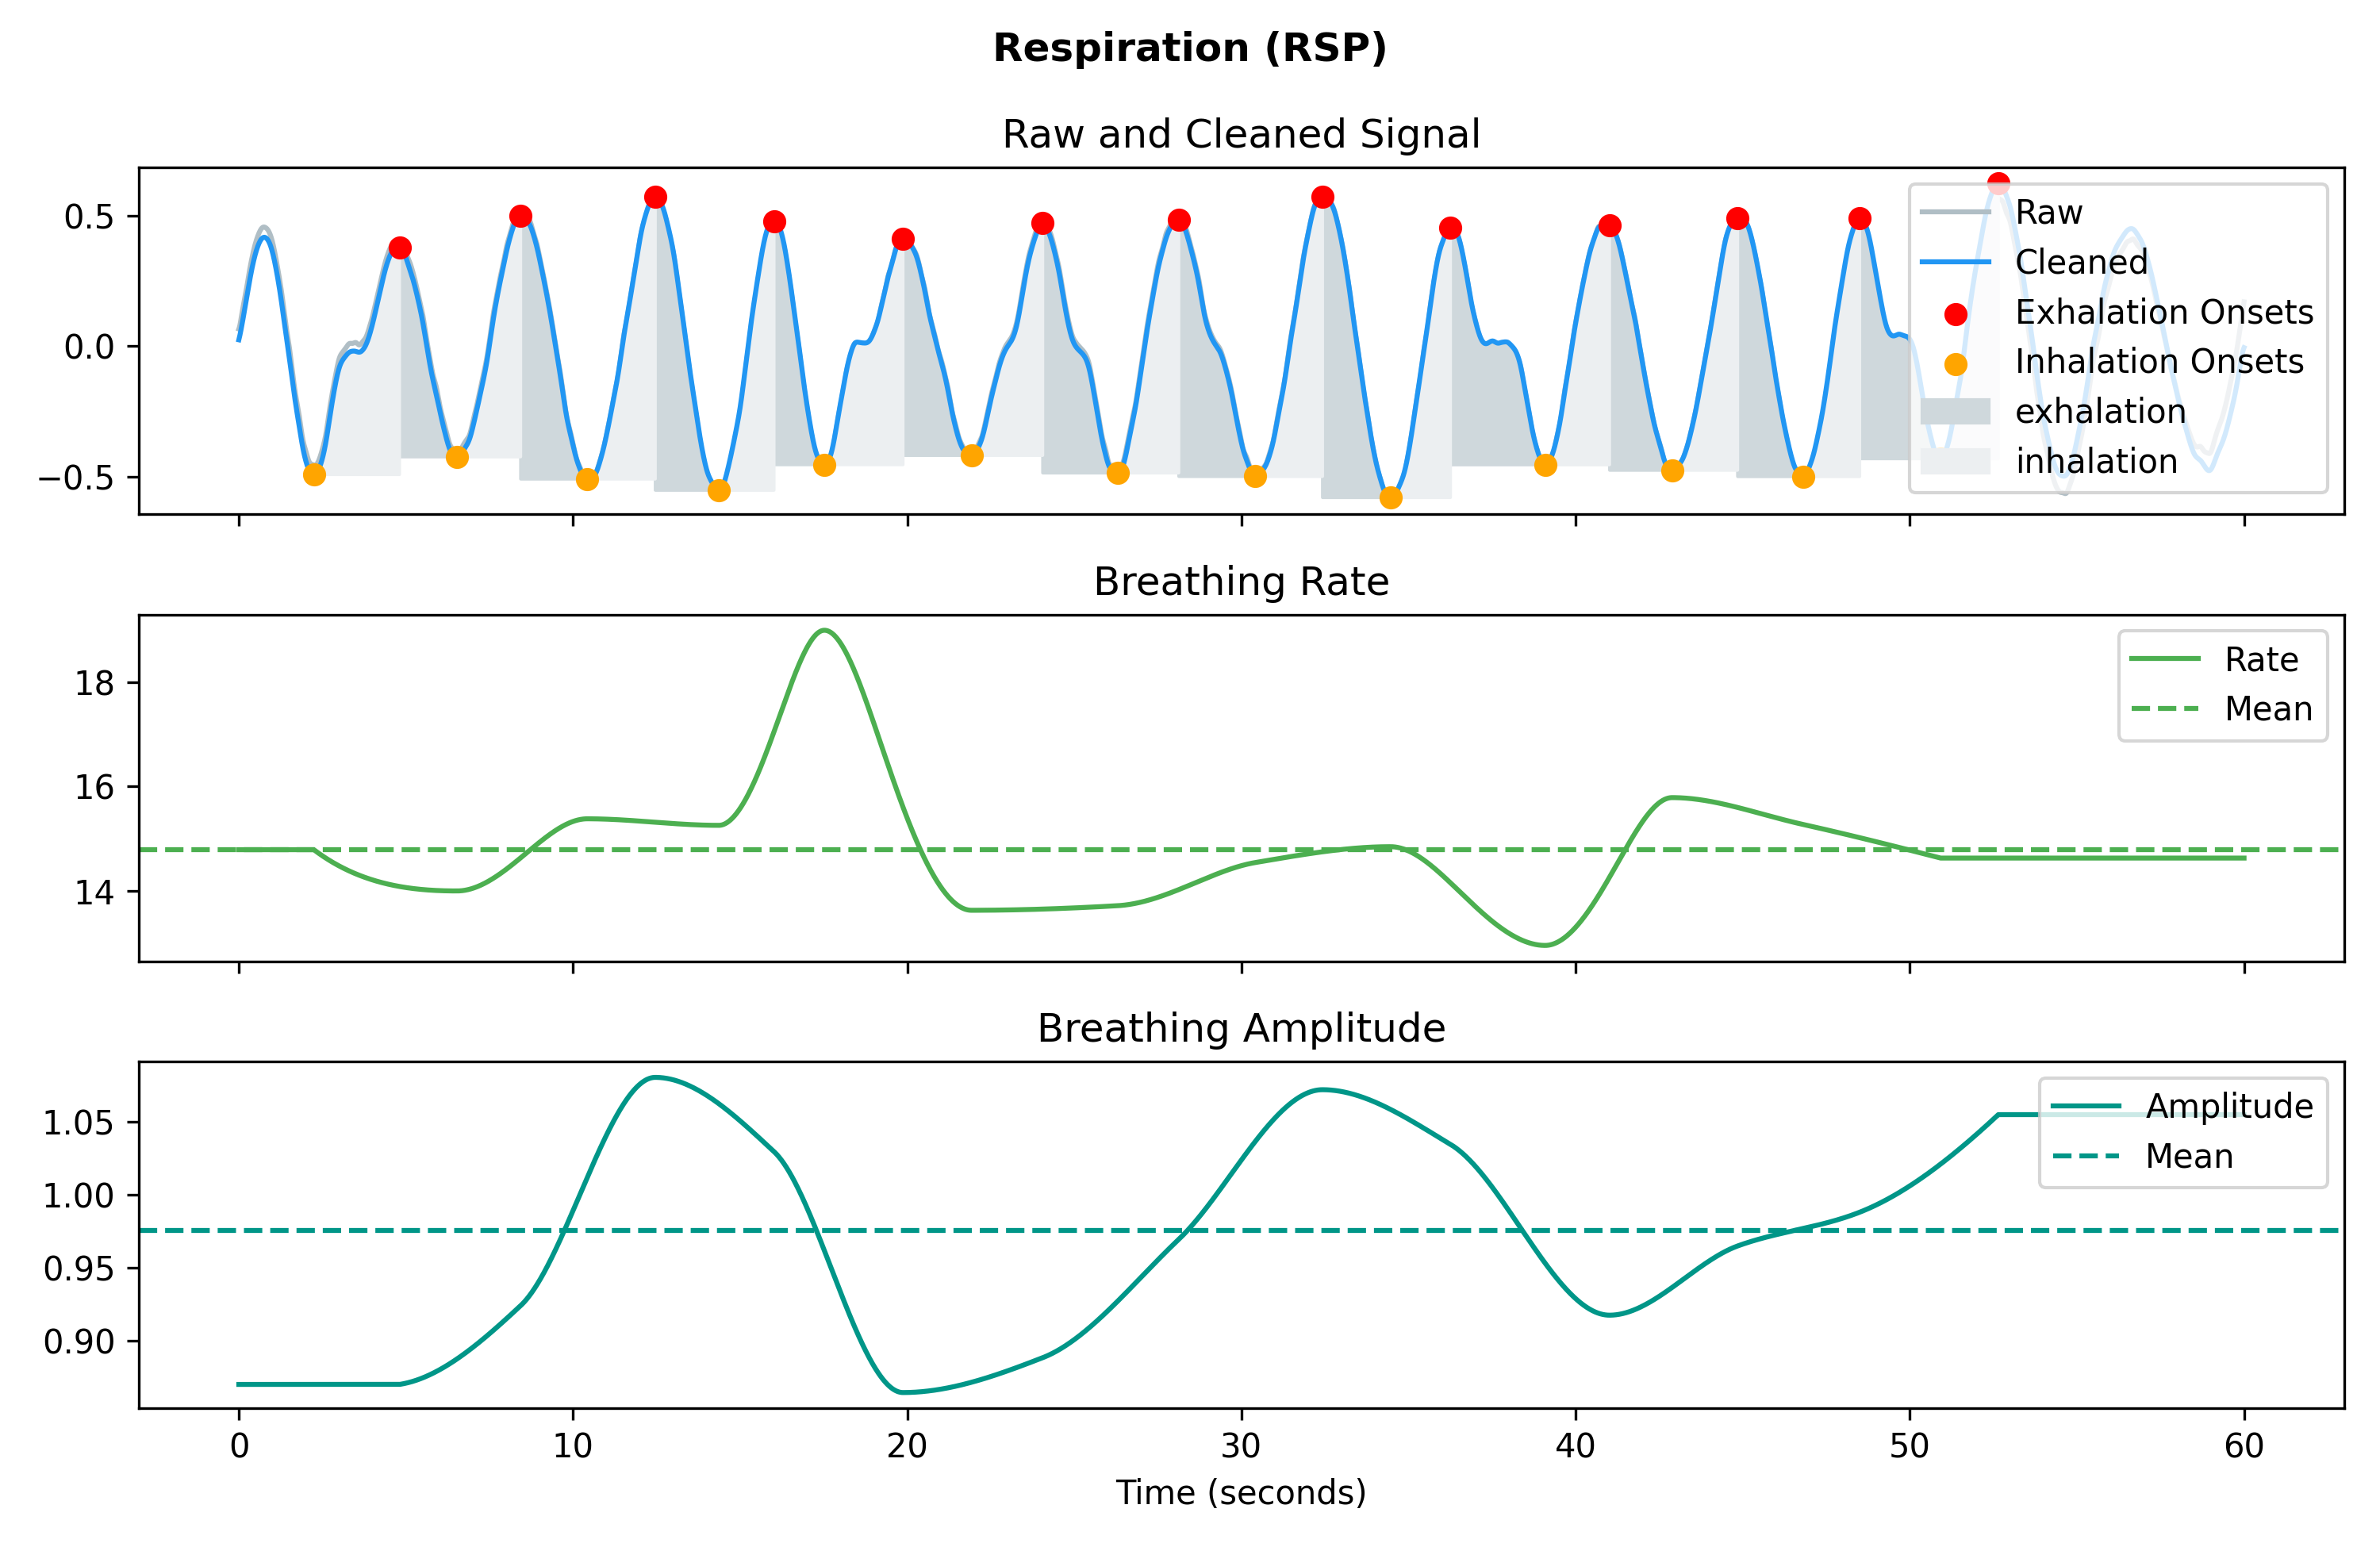 Respiration (RSP)
Raw and Cleaned Signal
0.5
0.0
−0.5
Raw
Cleaned
Exhalation Onsets
Inhalation Onsets
exhalation
inhalation
Breathing Rate
18
16
14
Rate
Mean
Breathing Amplitude
1.05
1.00
0.95
0.90
Amplitude
Mean
0 10 20 30 40 50 60
Time (seconds)